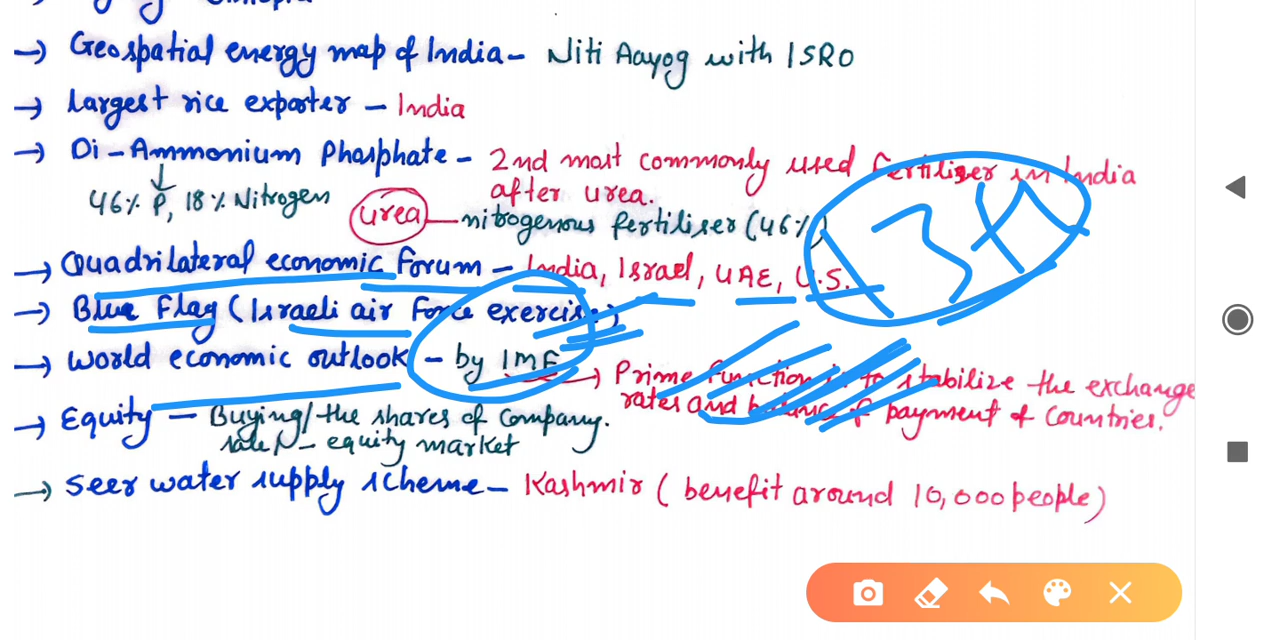 → Geospatial energy map of India - Niti Aayog with ISRO
→ largest rice exporter - India
→ Di-Ammonium Phosphate - 2nd most commonly used fertiliser in India
after urea.
46% P, 18% Nitrogen
urea - nitrogenous fertiliser (46%)
→ Quadrilateral economic forum - India, Israel, UAE, U.S.
→ Blue Flag (Israeli air Force exercise)
→ World economic outlook - by IMF → Prime function is to stabilize the exchange
rates and balance of payment of countries.
→ Equity - Buying/the shares of company.
sale - equity market
→ Seer water supply scheme - Kashmir (benefit around 10,000 people)